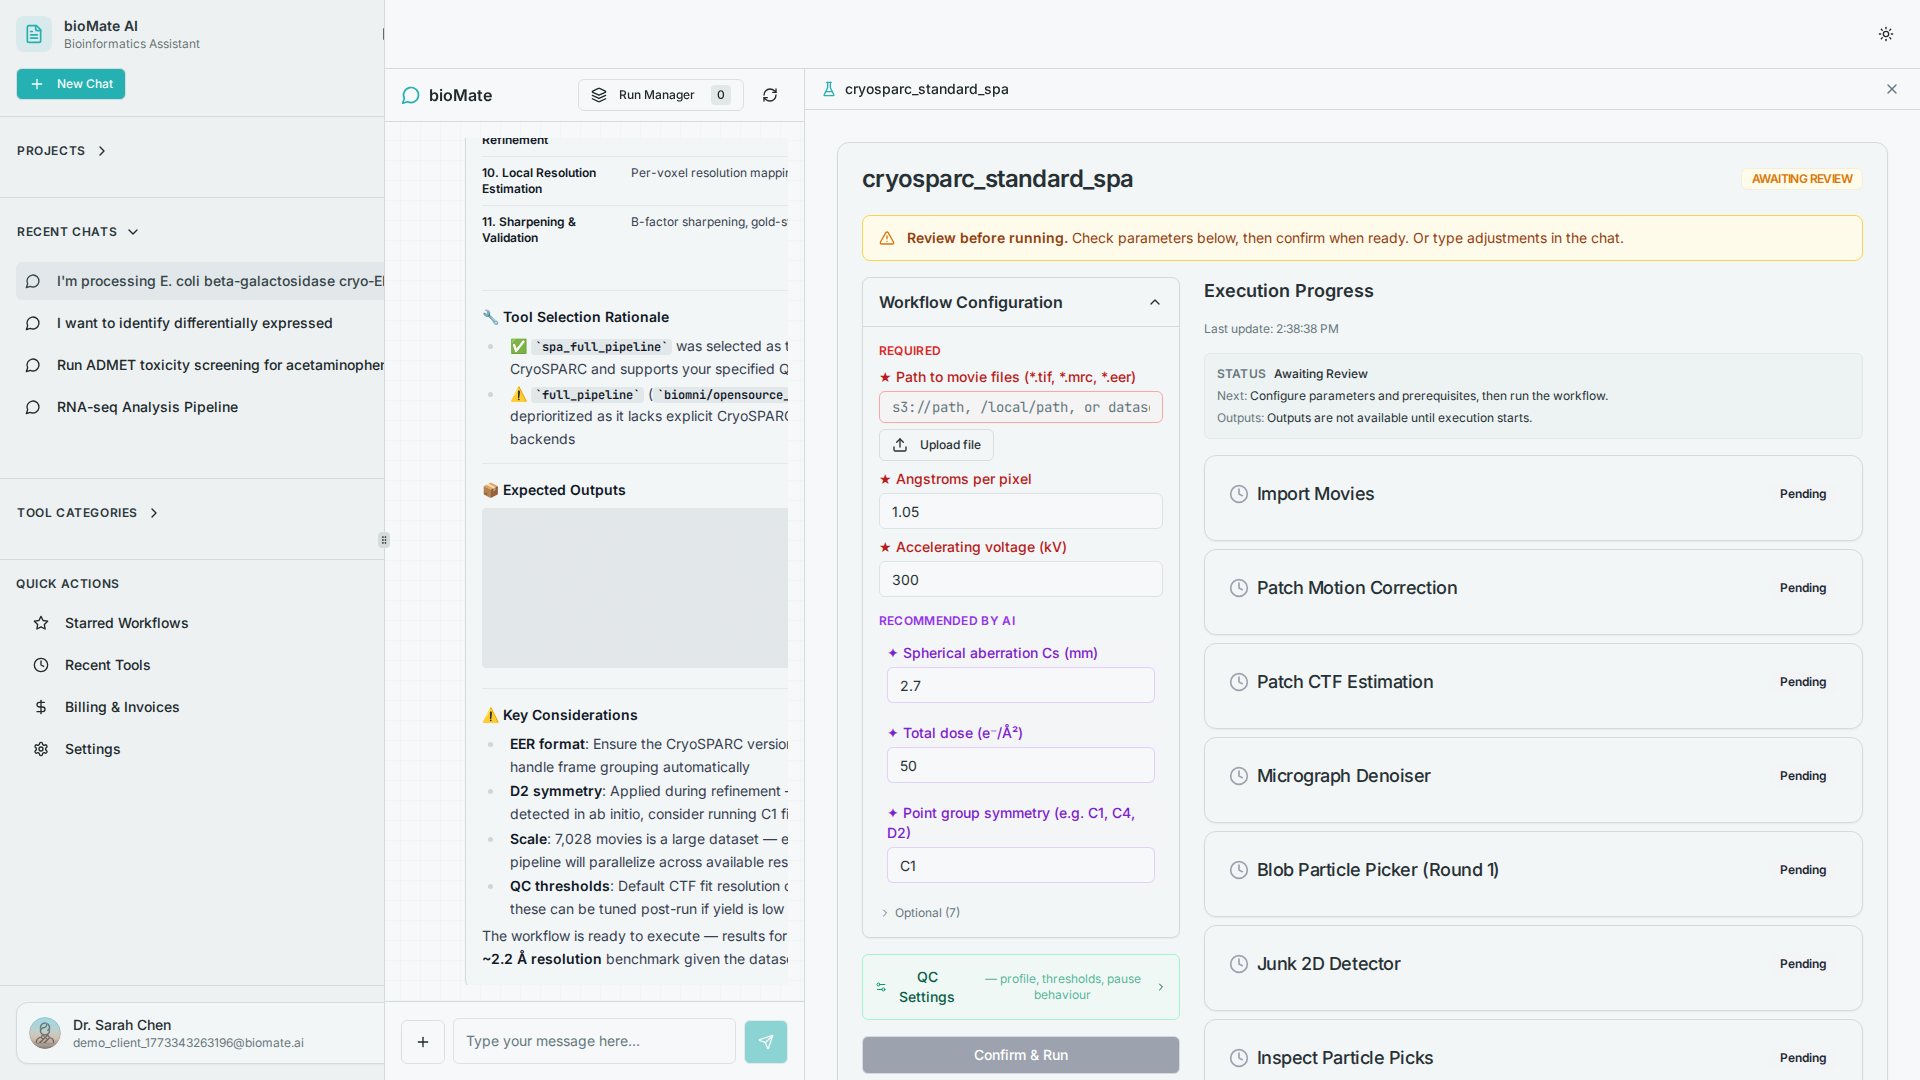 bioMate AI
Bioinformatics Assistant
New Chat
PROJECTS
RECENT CHATS
I'm processing E. coli beta-galactosidase cryo-EM
I want to identify differentially expressed
Run ADMET toxicity screening for acetaminophen
RNA-seq Analysis Pipeline
TOOL CATEGORIES
QUICK ACTIONS
Starred Workflows
Recent Tools
Billing & Invoices
Settings
Dr. Sarah Chen
demo_client_1773343263196@biomate.ai
bioMate
Run Manager 0
Refinement
10. Local Resolution
Estimation
Per-voxel resolution mappin
11. Sharpening &
Validation
B-factor sharpening, gold-s
🔧 Tool Selection Rationale
✅ `spa_full_pipeline` was selected as
CryoSPARC and supports your specified
⚠️ `full_pipeline` ( `biomni/opensource_
deprioritized as it lacks explicit CryoSPARC
backends
📦 Expected Outputs
⚠️ Key Considerations
EER format: Ensure the CryoSPARC version
handle frame grouping automatically
D2 symmetry: Applied during refinement -
detected in ab initio, consider running C1
Scale: 7,028 movies is a large dataset —
pipeline will parallelize across available
QC thresholds: Default CTF fit resolution
these can be tuned post-run if yield is low
The workflow is ready to execute — results for
~2.2 Å resolution benchmark given the
Type your message here...
cryosparc_standard_spa
cryosparc_standard_spa
AWAITING REVIEW
Review before running. Check parameters below, then confirm when ready. Or type adjustments in the chat.
Workflow Configuration
REQUIRED
★ Path to movie files (*.tif, *.mrc, *.eer)
s3://path, /local/path, or datas
Upload file
★ Angstroms per pixel
1.05
★ Accelerating voltage (kV)
300
RECOMMENDED BY AI
✦ Spherical aberration Cs (mm)
2.7
✦ Total dose (e⁻/Å²)
50
✦ Point group symmetry (e.g. C1, C4,
D2)
C1
Optional (7)
QC
Settings
— profile, thresholds, pause
behaviour
Confirm & Run
Execution Progress
Last update: 2:38:38 PM
STATUS Awaiting Review
Next: Configure parameters and prerequisites, then run the workflow.
Outputs: Outputs are not available until execution starts.
Import Movies
Pending
Patch Motion Correction
Pending
Patch CTF Estimation
Pending
Micrograph Denoiser
Pending
Blob Particle Picker (Round 1)
Pending
Junk 2D Detector
Pending
Inspect Particle Picks
Pending